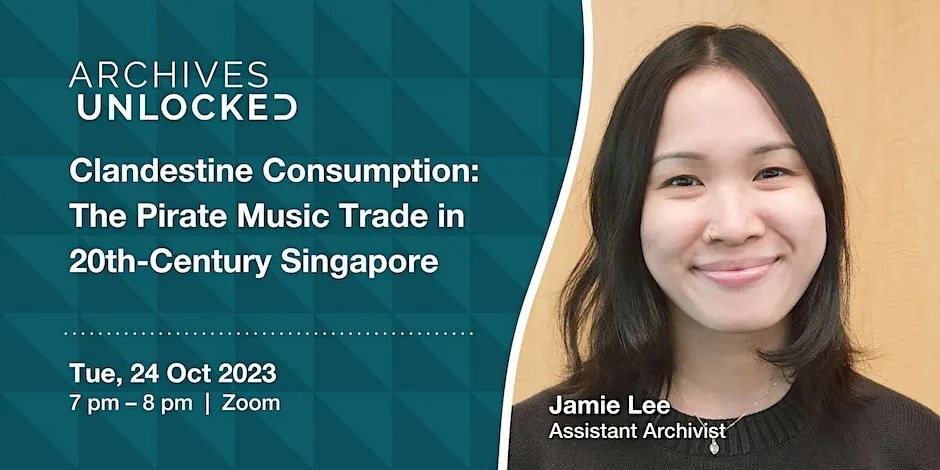 ARCHIVES
UNLOCKED
Clandestine Consumption:
The Pirate Music Trade in
20th-Century Singapore
Tue, 24 Oct 2023
7 pm – 8 pm | Zoom
Jamie Lee
Assistant Archivist